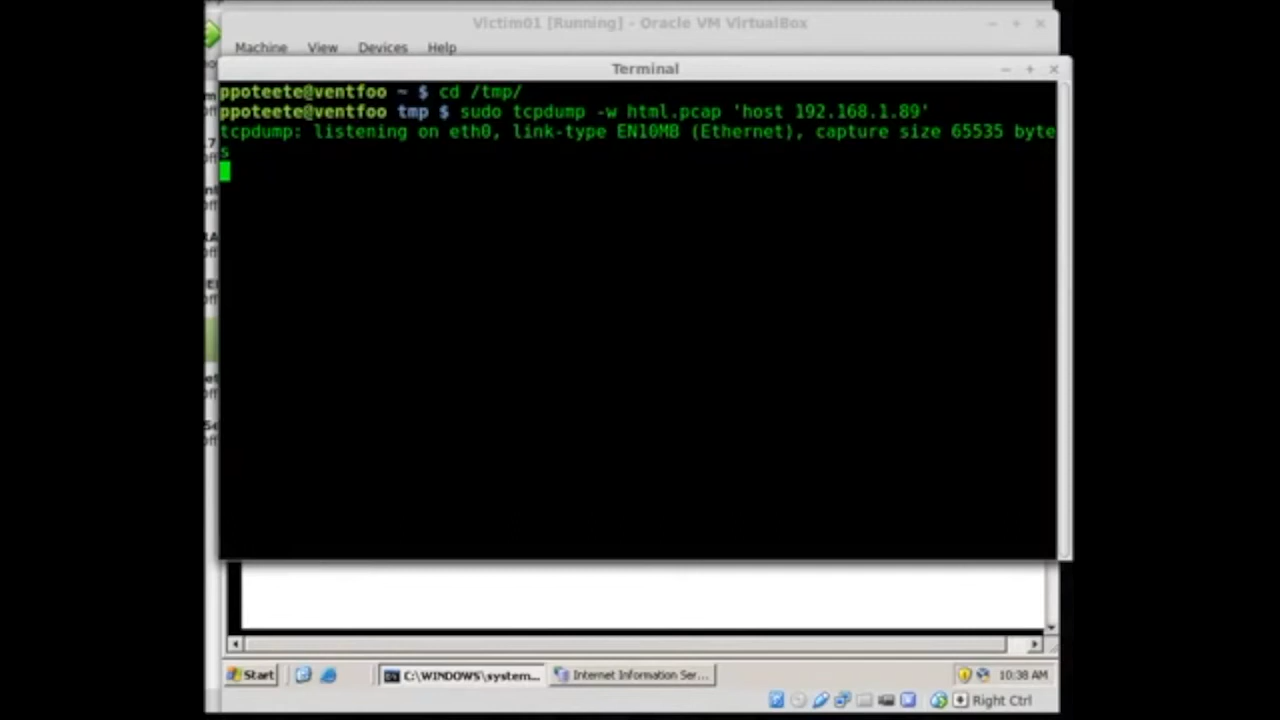 Victim01 [Running] - Oracle VM VirtualBox
Machine View Devices Help
Terminal
ppoteete@ventfoo ~ $ cd /tmp/
ppoteete@ventfoo tmp $ sudo tcpdump -w html.pcap 'host 192.168.1.89'
tcpdump: listening on eth0, link-type EN10MB (Ethernet), capture size 65535 byte
s
Start C:\WINDOWS\system... Internet Information Ser... 10:38 AM
Right Ctrl